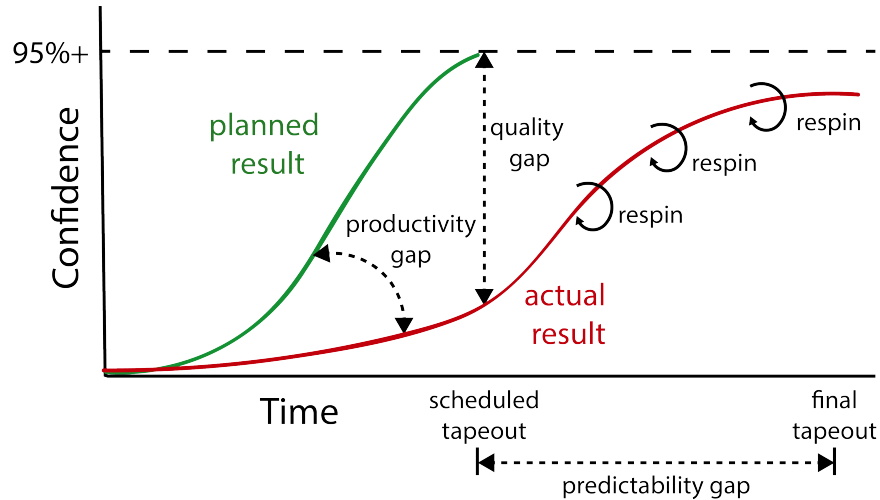 95%+
planned
result
quality
gap
respin
respin
respin
productivity
gap
Confidence
actual
result
Time
scheduled
tapeout
final
tapeout
predictability gap